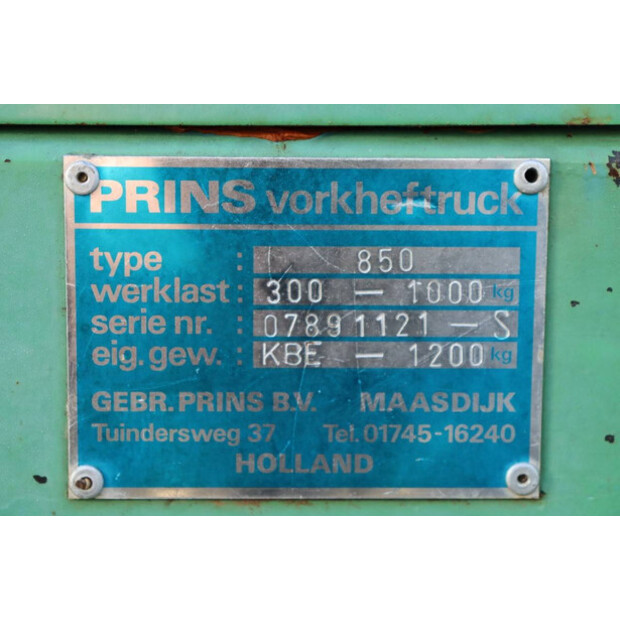 PRINS vorkheftruck
type : 850
werklast : 300 — 1000 kg
serie nr. : 07891121 — S
eig. gew. : KBE — 1200 kg
GEBR. PRINS B.V. MAASDIJK
Tuindersweg 37 Tel. 01745-16240
HOLLAND